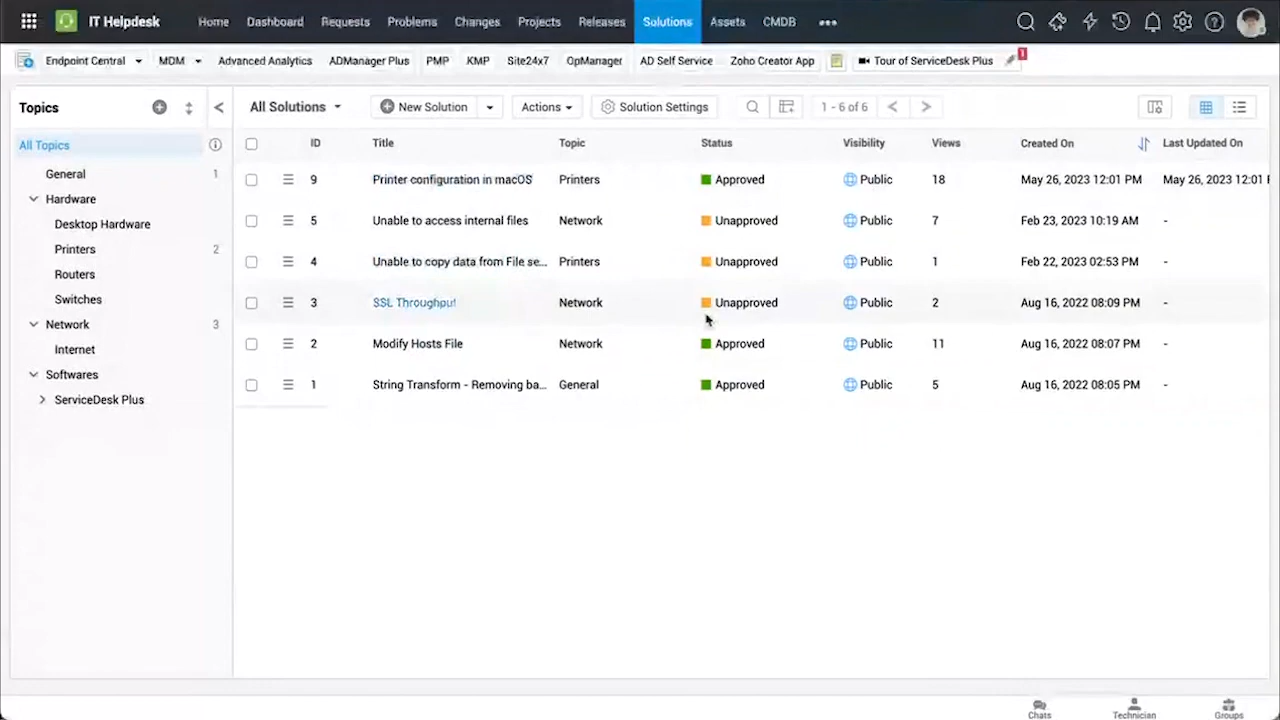 IT Helpdesk Home Dashboard Requests Problems Changes Projects Releases Solutions Assets CMDB
Endpoint Central MDM Advanced Analytics ADManager Plus PMP KMP Site24x7 OpManager AD Self Service Zoho Creator App Tour of ServiceDesk Plus 1
Topics All Solutions New Solution Actions Solution Settings 1 - 6 of 6
All Topics
General 1
Hardware
Desktop Hardware
Printers 2
Routers
Switches
Network 3
Internet
Softwares
ServiceDesk Plus
ID Title Topic Status Visibility Views Created On Last Updated On
9 Printer configuration in macOS Printers Approved Public 18 May 26, 2023 12:01 PM May 26, 2023 12:01
5 Unable to access internal files Network Unapproved Public 7 Feb 23, 2023 10:19 AM -
4 Unable to copy data from File se... Printers Unapproved Public 1 Feb 22, 2023 02:53 PM -
3 SSL Throughput Network Unapproved Public 2 Aug 16, 2022 08:09 PM -
2 Modify Hosts File Network Approved Public 11 Aug 16, 2022 08:07 PM -
1 String Transform - Removing ba... General Approved Public 5 Aug 16, 2022 08:05 PM -
Chats Technician Groups